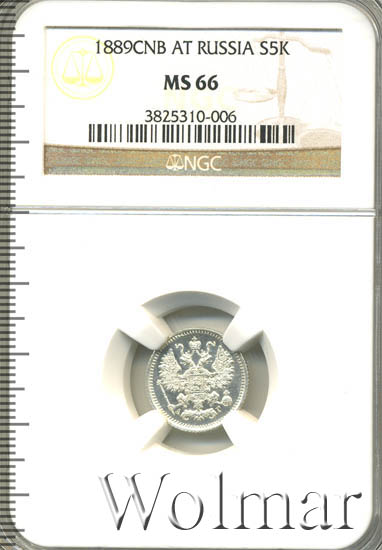 1889CNB AT RUSSIA S5K
MS 66
3825310-006
NGC
А Г
Wolmar